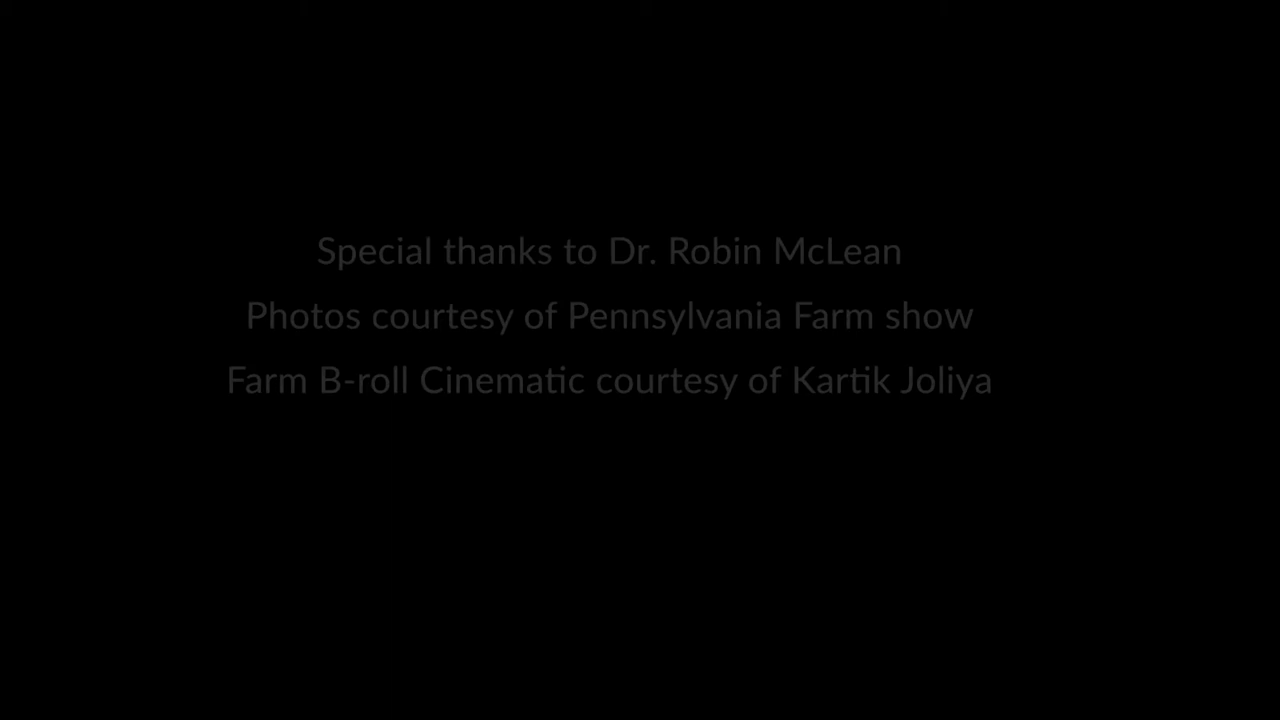 Special thanks to Dr. Robin McLean
Photos courtesy of Pennsylvania Farm show
Farm B-roll Cinematic courtesy of Kartik Joliya